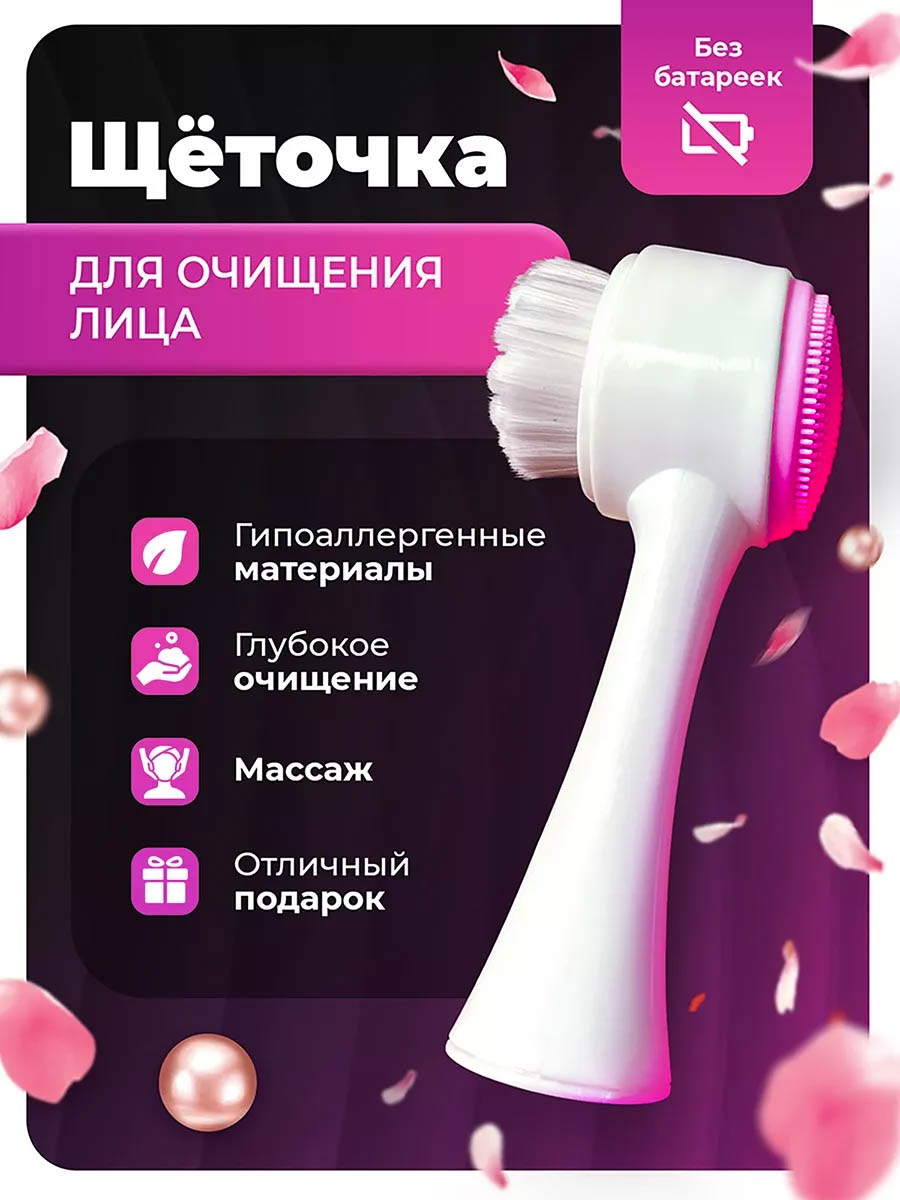 Без
батареек
Щёточка
ДЛЯ ОЧИЩЕНИЯ
ЛИЦА
Гипоаллергенные
материалы
Глубокое
очищение
Массаж
Отличный
подарок